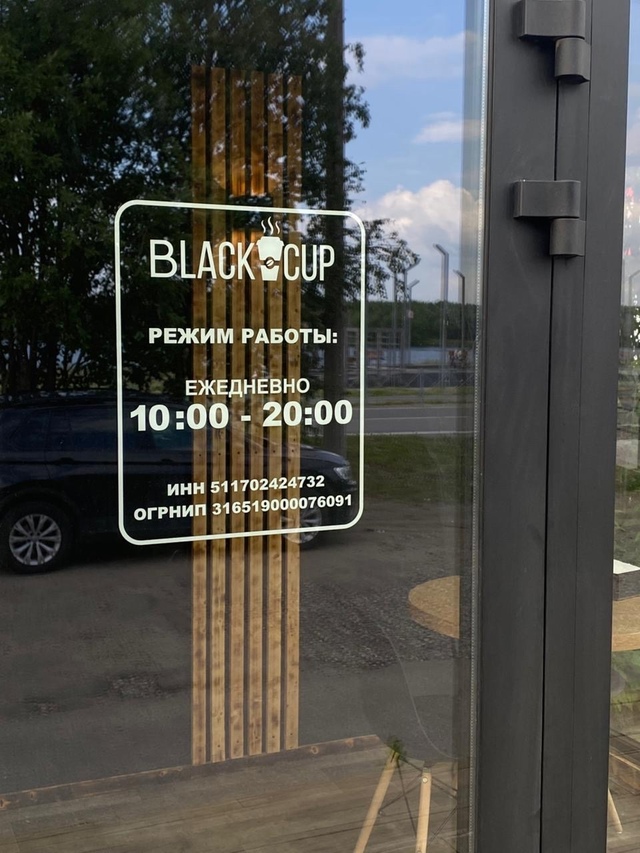 BLACK CUP
РЕЖИМ РАБОТЫ:
ЕЖЕДНЕВНО
10:00 - 20:00
ИНН 511702424732
ОГРНИП 316519000076091